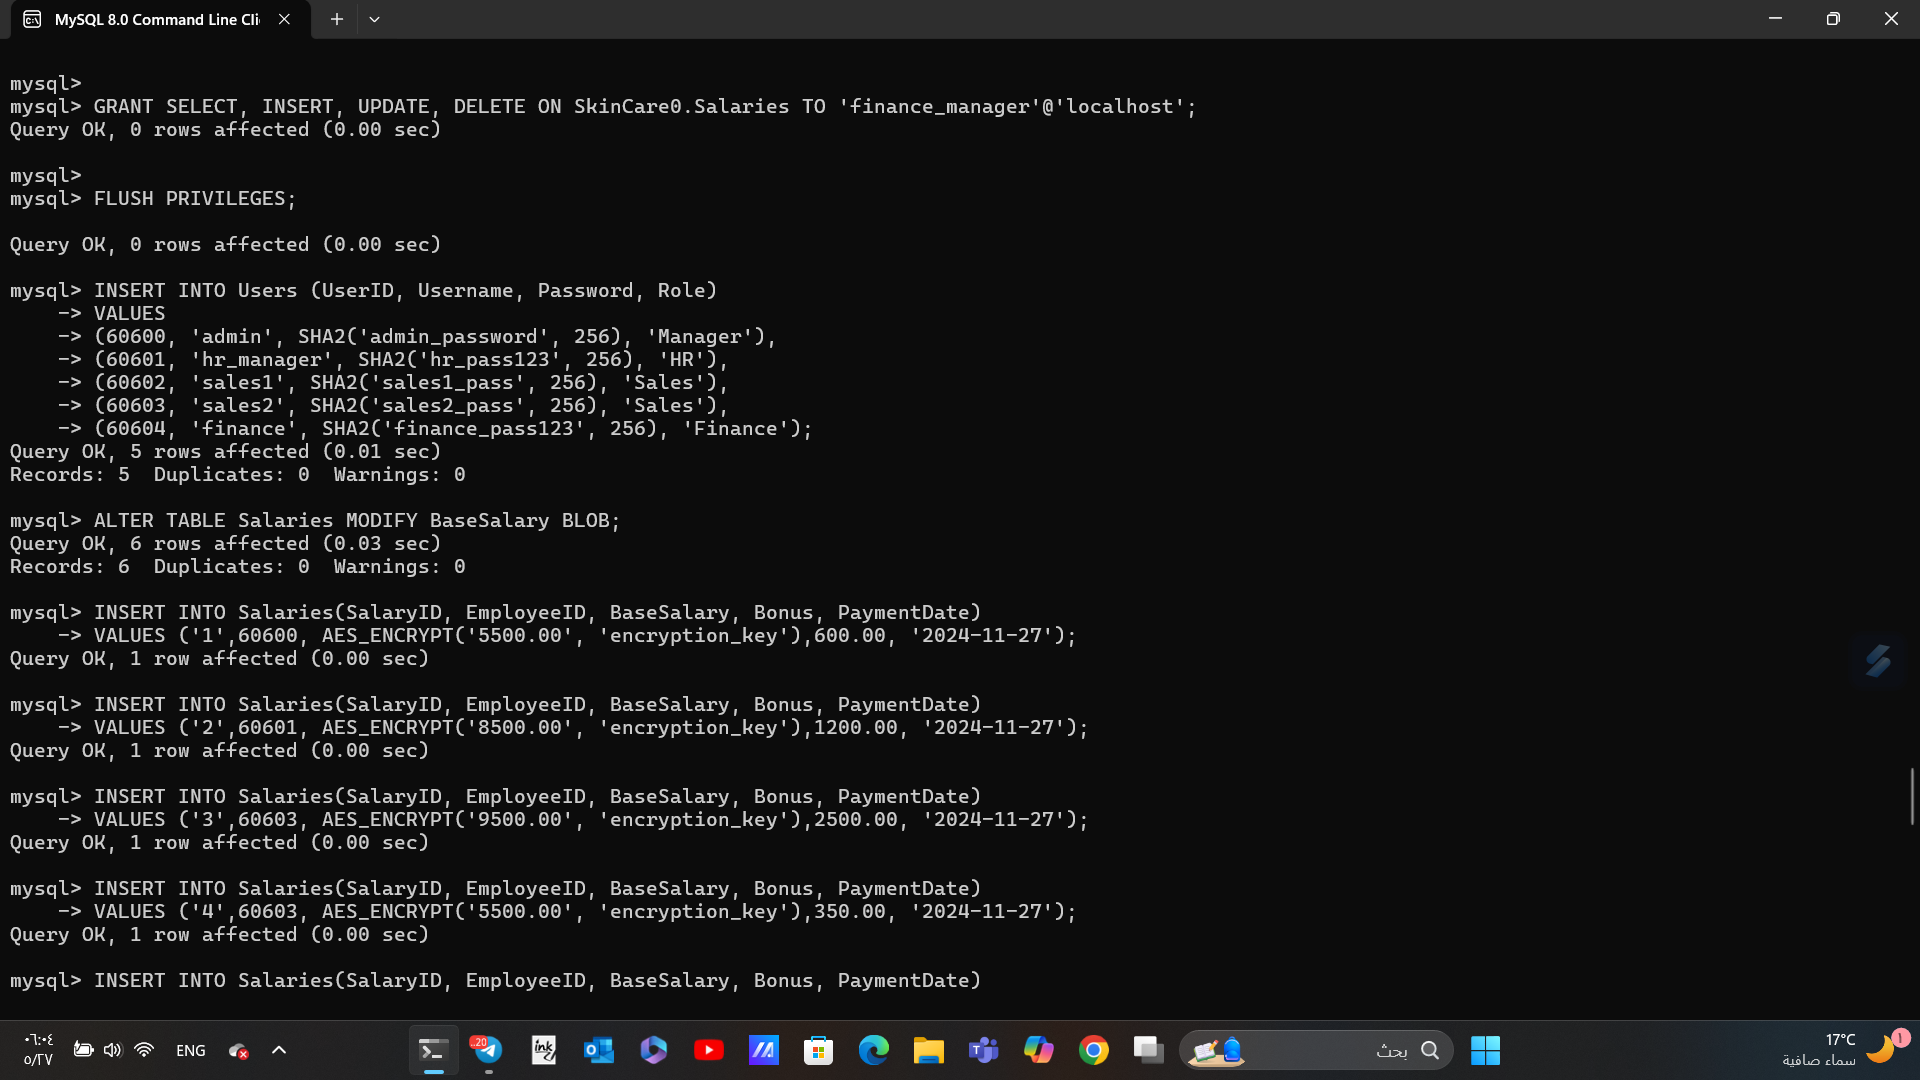 MySQL 8.0 Command Line Cli
mysql>
mysql> GRANT SELECT, INSERT, UPDATE, DELETE ON SkinCare0.Salaries TO 'finance_manager'@'localhost';
Query OK, 0 rows affected (0.00 sec)
mysql>
mysql> FLUSH PRIVILEGES;
Query OK, 0 rows affected (0.00 sec)
mysql> INSERT INTO Users (UserID, Username, Password, Role)
    -> VALUES
    -> (60600, 'admin', SHA2('admin_password', 256), 'Manager'),
    -> (60601, 'hr_manager', SHA2('hr_pass123', 256), 'HR'),
    -> (60602, 'sales1', SHA2('sales1_pass', 256), 'Sales'),
    -> (60603, 'sales2', SHA2('sales2_pass', 256), 'Sales'),
    -> (60604, 'finance', SHA2('finance_pass123', 256), 'Finance');
Query OK, 5 rows affected (0.01 sec)
Records: 5  Duplicates: 0  Warnings: 0
mysql> ALTER TABLE Salaries MODIFY BaseSalary BLOB;
Query OK, 6 rows affected (0.03 sec)
Records: 6  Duplicates: 0  Warnings: 0
mysql> INSERT INTO Salaries(SalaryID, EmployeeID, BaseSalary, Bonus, PaymentDate)
    -> VALUES ('1',60600, AES_ENCRYPT('5500.00', 'encryption_key'),600.00, '2024-11-27');
Query OK, 1 row affected (0.00 sec)
mysql> INSERT INTO Salaries(SalaryID, EmployeeID, BaseSalary, Bonus, PaymentDate)
    -> VALUES ('2',60601, AES_ENCRYPT('8500.00', 'encryption_key'),1200.00, '2024-11-27');
Query OK, 1 row affected (0.00 sec)
mysql> INSERT INTO Salaries(SalaryID, EmployeeID, BaseSalary, Bonus, PaymentDate)
    -> VALUES ('3',60603, AES_ENCRYPT('9500.00', 'encryption_key'),2500.00, '2024-11-27');
Query OK, 1 row affected (0.00 sec)
mysql> INSERT INTO Salaries(SalaryID, EmployeeID, BaseSalary, Bonus, PaymentDate)
    -> VALUES ('4',60603, AES_ENCRYPT('5500.00', 'encryption_key'),350.00, '2024-11-27');
Query OK, 1 row affected (0.00 sec)
mysql> INSERT INTO Salaries(SalaryID, EmployeeID, BaseSalary, Bonus, PaymentDate)
٠٦:٠٤
٥/٢٧
ENG
..20
ink
بحث
17°C
سماء صافية
١